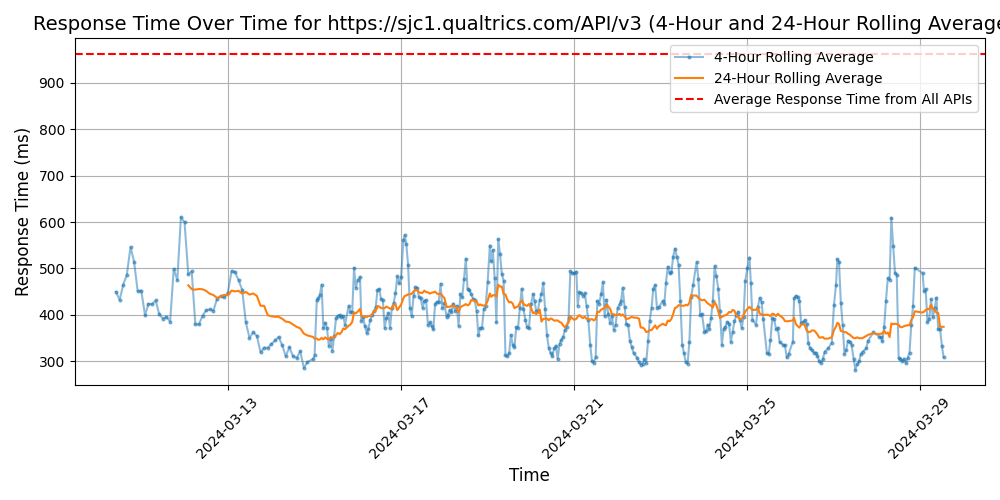 Response Time Over Time for https://sjc1.qualtrics.com/API/v3 (4-Hour and 24-Hour Rolling Average
4-Hour Rolling Average
24-Hour Rolling Average
Average Response Time from All APIs
Response Time (ms)
900
800
700
600
500
400
300
2024-03-13
2024-03-17
2024-03-21
2024-03-25
2024-03-29
Time